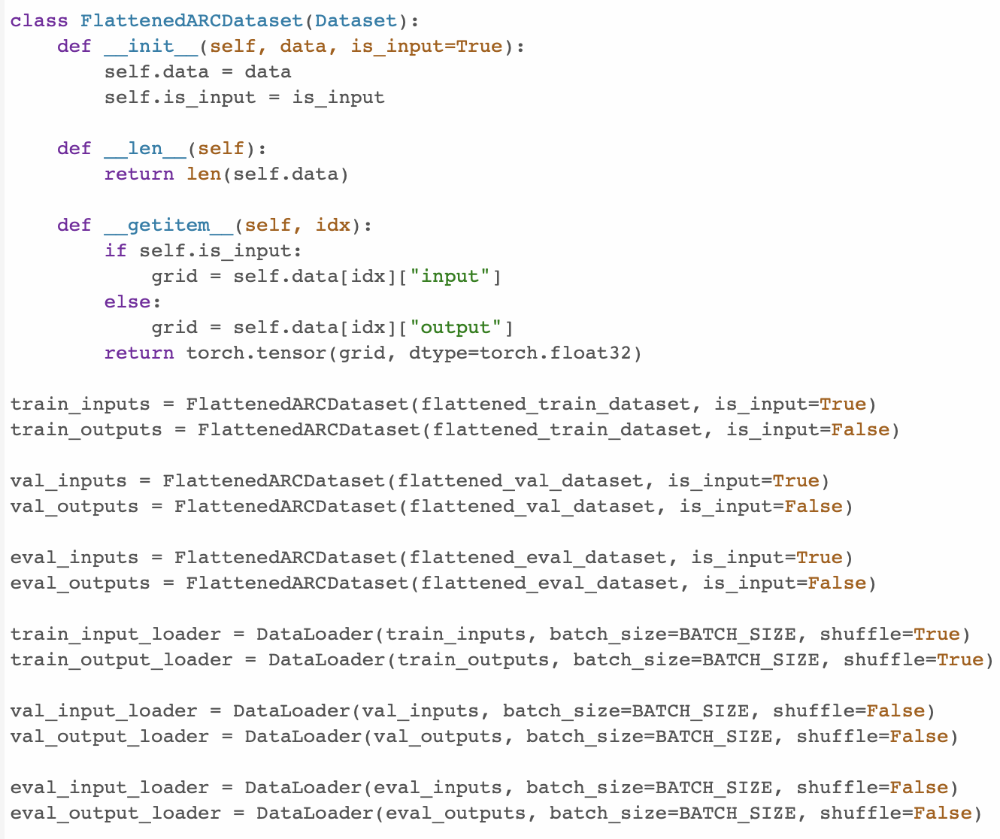 class FlattenedARCDataset(Dataset):
    def __init__(self, data, is_input=True):
        self.data = data
        self.is_input = is_input

    def __len__(self):
        return len(self.data)

    def __getitem__(self, idx):
        if self.is_input:
            grid = self.data[idx]["input"]
        else:
            grid = self.data[idx]["output"]
        return torch.tensor(grid, dtype=torch.float32)

train_inputs = FlattenedARCDataset(flattened_train_dataset, is_input=True)
train_outputs = FlattenedARCDataset(flattened_train_dataset, is_input=False)

val_inputs = FlattenedARCDataset(flattened_val_dataset, is_input=True)
val_outputs = FlattenedARCDataset(flattened_val_dataset, is_input=False)

eval_inputs = FlattenedARCDataset(flattened_eval_dataset, is_input=True)
eval_outputs = FlattenedARCDataset(flattened_eval_dataset, is_input=False)

train_input_loader = DataLoader(train_inputs, batch_size=BATCH_SIZE, shuffle=True)
train_output_loader = DataLoader(train_outputs, batch_size=BATCH_SIZE, shuffle=True)

val_input_loader = DataLoader(val_inputs, batch_size=BATCH_SIZE, shuffle=False)
val_output_loader = DataLoader(val_outputs, batch_size=BATCH_SIZE, shuffle=False)

eval_input_loader = DataLoader(eval_inputs, batch_size=BATCH_SIZE, shuffle=False)
eval_output_loader = DataLoader(eval_outputs, batch_size=BATCH_SIZE, shuffle=False)